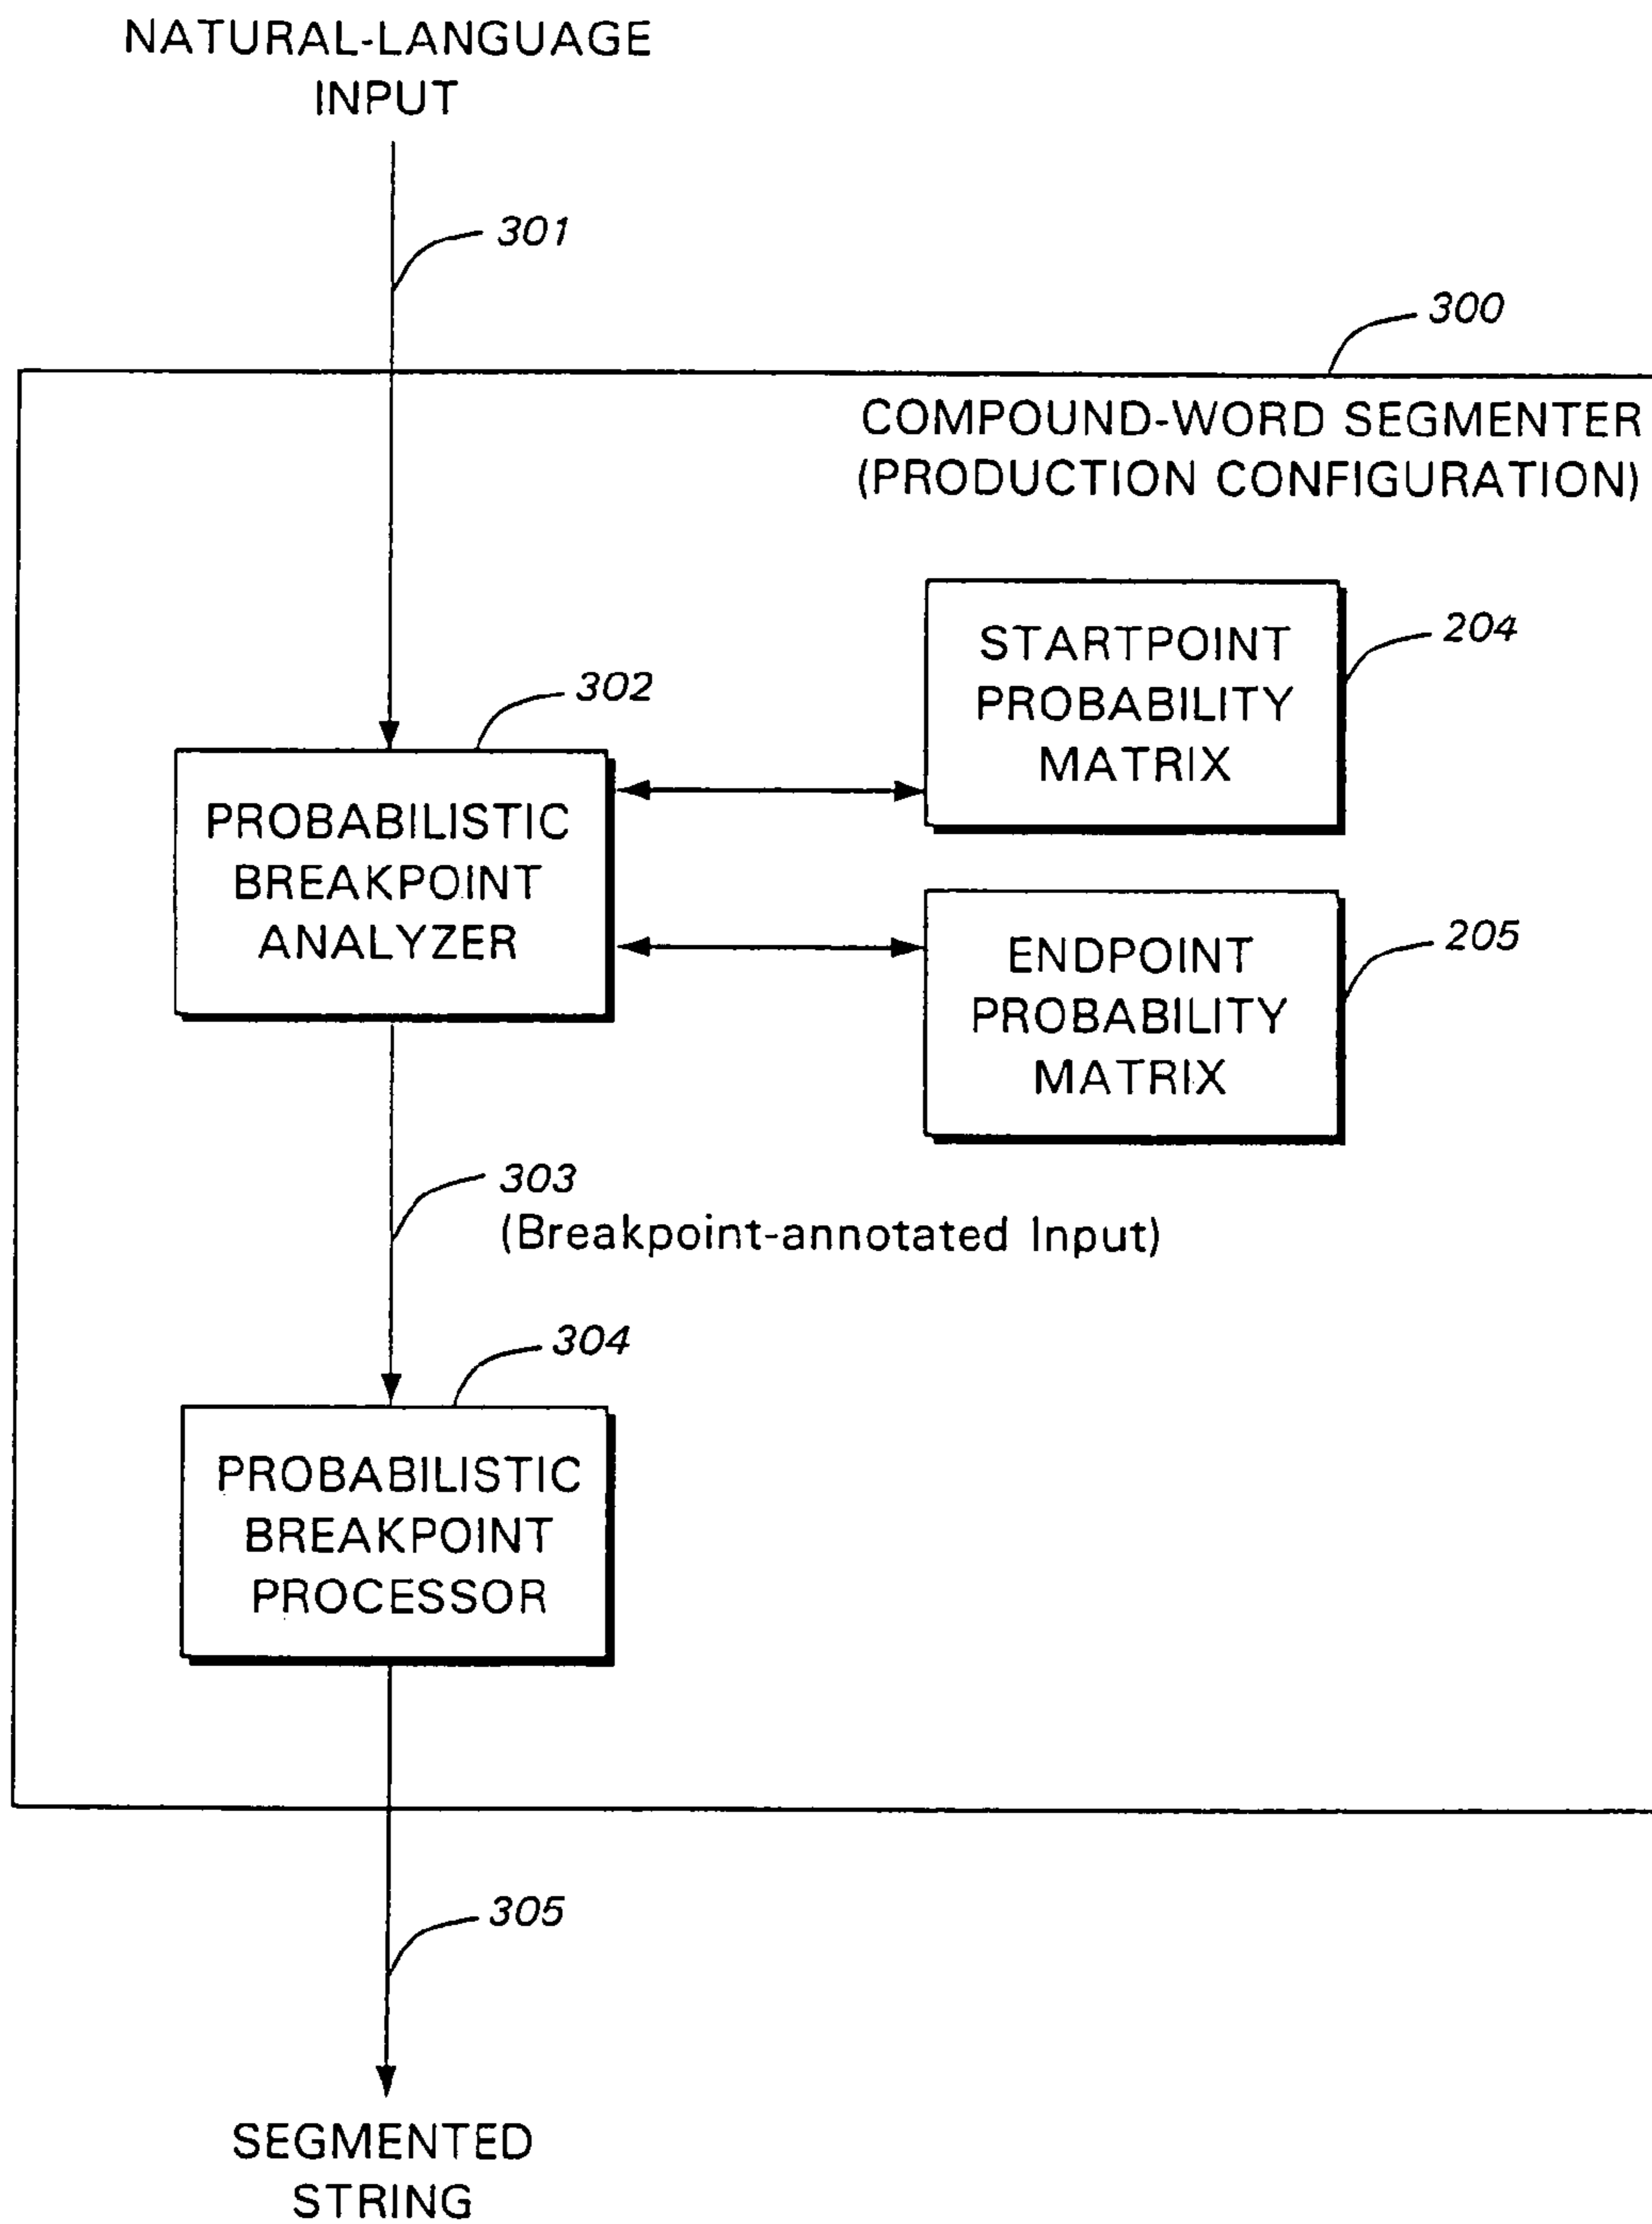 NATURAL-LANGUAGE
INPUT
301
300
COMPOUND-WORD SEGMENTER
(PRODUCTION CONFIGURATION)
STARTPOINT
PROBABILITY
MATRIX
204
302
PROBABILISTIC
BREAKPOINT
ANALYZER
ENDPOINT
PROBABILITY
MATRIX
205
303
(Breakpoint-annotated Input)
304
PROBABILISTIC
BREAKPOINT
PROCESSOR
305
SEGMENTED
STRING